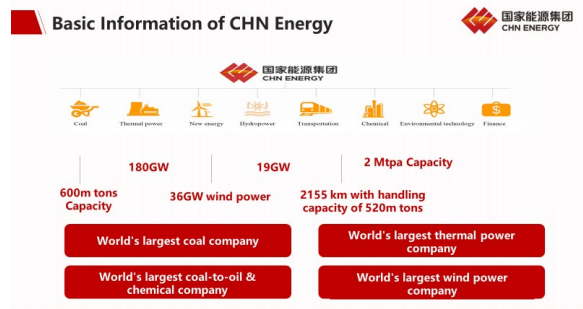 Basic Information of CHN Energy
国家能源集团
CHN ENERGY
国家能源集团
CHN ENERGY
Coal
Thermal power
New energy
Hydropower
Transportation
Chemical
Environmental technology
Finance
180GW
19GW
2 Mtpa Capacity
600m tons
Capacity
36GW wind power
2155 km with handling
capacity of 520m tons
World's largest coal company
World's largest thermal power
company
World's largest coal-to-oil &
chemical company
World's largest wind power
company